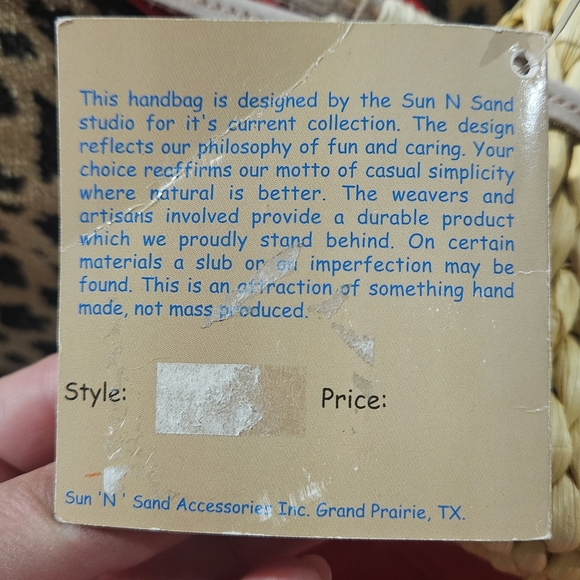 This handbag is designed by the Sun N Sand
studio for it's current collection. The design
reflects our philosophy of fun and caring. Your
choice reaffirms our motto of casual simplicity
where natural is better. The weavers and
artisans involved provide a durable product
which we proudly stand behind. On certain
materials a slub or an imperfection may be
found. This is an attraction of something hand
made, not mass produced.
Style: Price:
Sun 'N ' Sand Accessories Inc. Grand Prairie, TX.